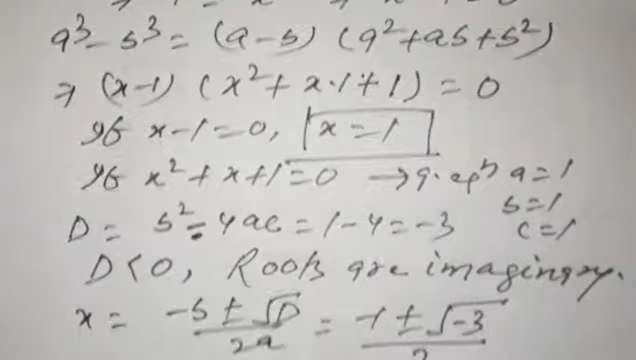 a³-b³ = (a-b) (a²+ab+b²)
⇒ (x-1) (x²+x·1+1) = 0
If x-1=0, x=1
If x²+x+1=0 → q. eqⁿ a=1
b=1
D = b²-4ac = 1-4 = -3 c=1
D<0, Roots are imaginary.
x = -b ± √D / 2a = -1 ± √-3 / 2